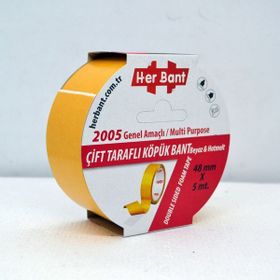 Her Bant
herbant.com.tr
2005 Genel Amaçlı / Multi Purpose
ÇİFT TARAFLI KÖPÜK BANT Beyaz & Hotmelt
DOUBLE SIDED FOAM TAPE
48 mm
X
5 mt.